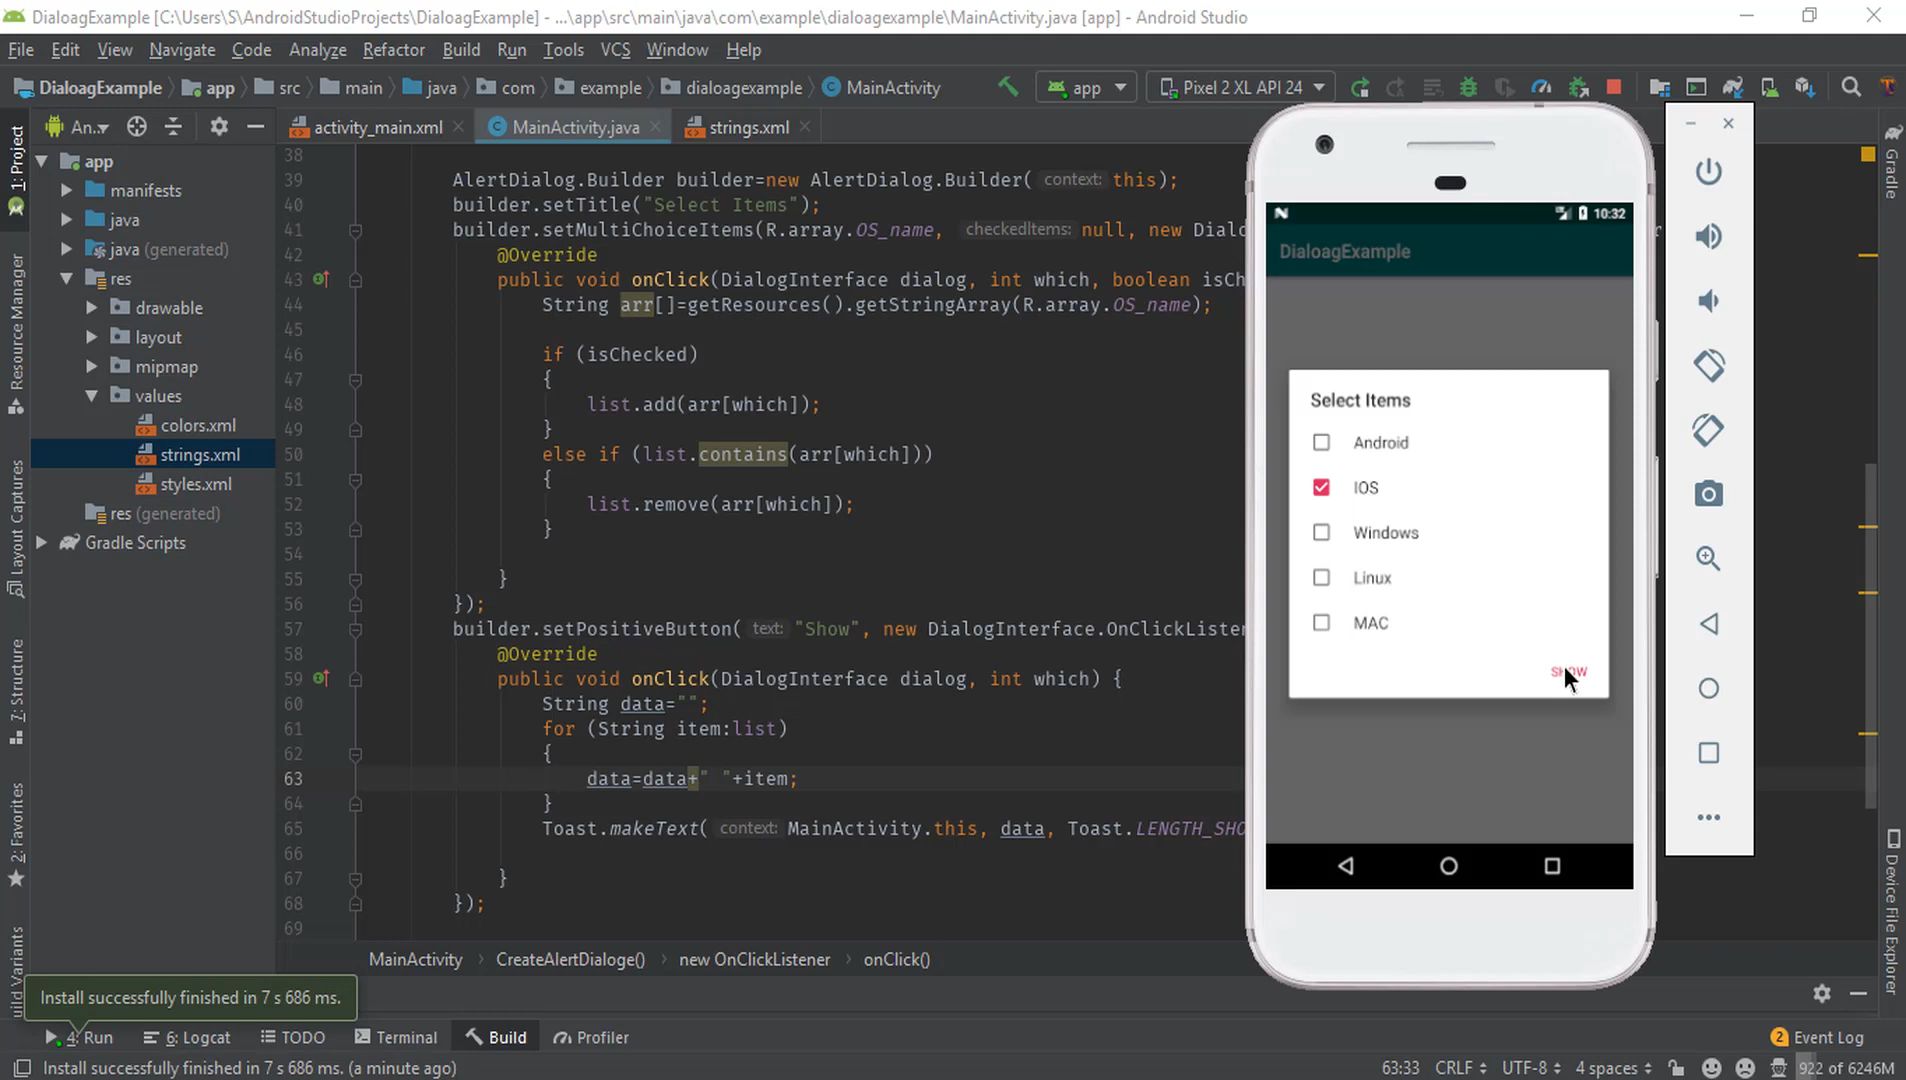 DialoagExample [C:\Users\S\AndroidStudioProjects\DialoagExample] - ...\app\src\main\java\com\example\dialoagexample\MainActivity.java [app] - Android Studio
File Edit View Navigate Code Analyze Refactor Build Run Tools VCS Window Help
DialoagExample app src main java com example dialoagexample MainActivity app Pixel 2 XL API 24
An.. activity_main.xml MainActivity.java strings.xml
1: Project
Resource Manager
Layout Captures
7: Structure
2: Favorites
uild Variants
app
manifests
java
java (generated)
res
drawable
layout
mipmap
values
colors.xml
strings.xml
styles.xml
res (generated)
Gradle Scripts
38
39 AlertDialog.Builder builder=new AlertDialog.Builder( context: this);
40 builder.setTitle("Select Items");
41 builder.setMultiChoiceItems(R.array.OS_name, checkedItems: null, new Dialo
42 @Override
43 public void onClick(DialogInterface dialog, int which, boolean isCh
44 String arr[]=getResources().getStringArray(R.array.OS_name);
45
46 if (isChecked)
47 {
48 list.add(arr[which]);
49 }
50 else if (list.contains(arr[which]))
51 {
52 list.remove(arr[which]);
53 }
54
55 }
56 });
57 builder.setPositiveButton( text: "Show", new DialogInterface.OnClickListener
58 @Override
59 public void onClick(DialogInterface dialog, int which) {
60 String data="";
61 for (String item:list)
62 {
63 data=data+" "+item;
64 }
65 Toast.makeText( context: MainActivity.this, data, Toast.LENGTH_SHO
66
67 }
68 });
69
MainActivity CreateAlertDialoge() new OnClickListener onClick()
10:32
DialoagExample
Select Items
Android
IOS
Windows
Linux
MAC
SHOW
Gradle
Device File Explorer
Install successfully finished in 7 s 686 ms.
4: Run 6: Logcat TODO Terminal Build Profiler 2 Event Log
Install successfully finished in 7 s 686 ms. (a minute ago) 63:33 CRLF UTF-8 4 spaces 922 of 6246M